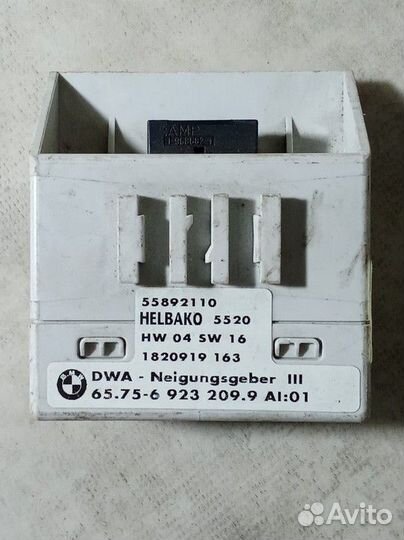 AMP
55892110
HELBAKO 5520
HW 04 SW 16
1820919 163
BMW
DWA - Neigungsgeber III
65.75-6 923 209.9 AI:01
Avito